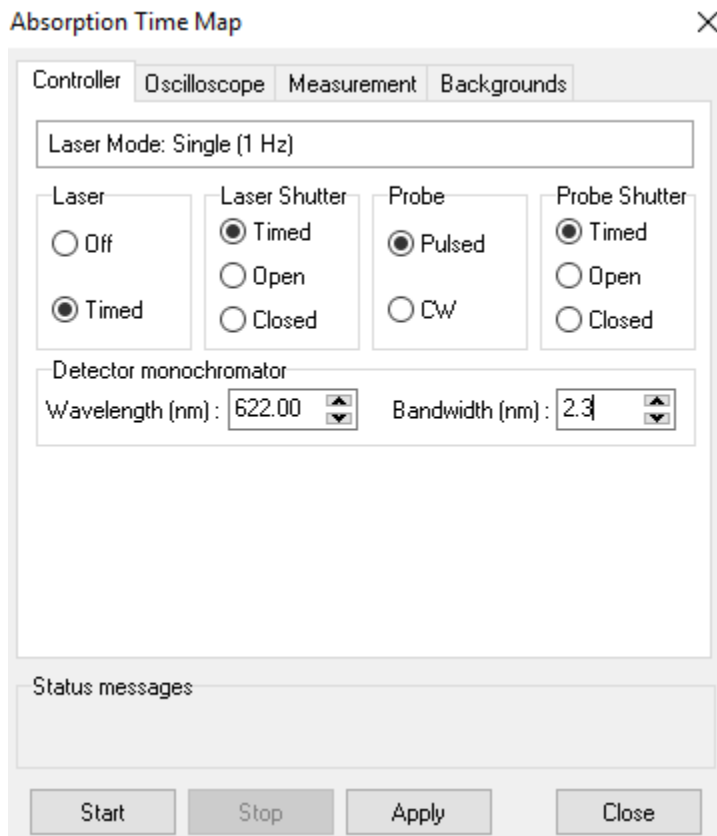 Absorption Time Map
Controller Oscilloscope Measurement Backgrounds
Laser Mode: Single (1 Hz)
Laser Laser Shutter Probe Probe Shutter
Off Timed Pulsed Timed
Open Open
Timed Closed CW Closed
Detector monochromator
Wavelength (nm) : 622.00 Bandwidth (nm) : 2.3
Status messages
Start Stop Apply Close